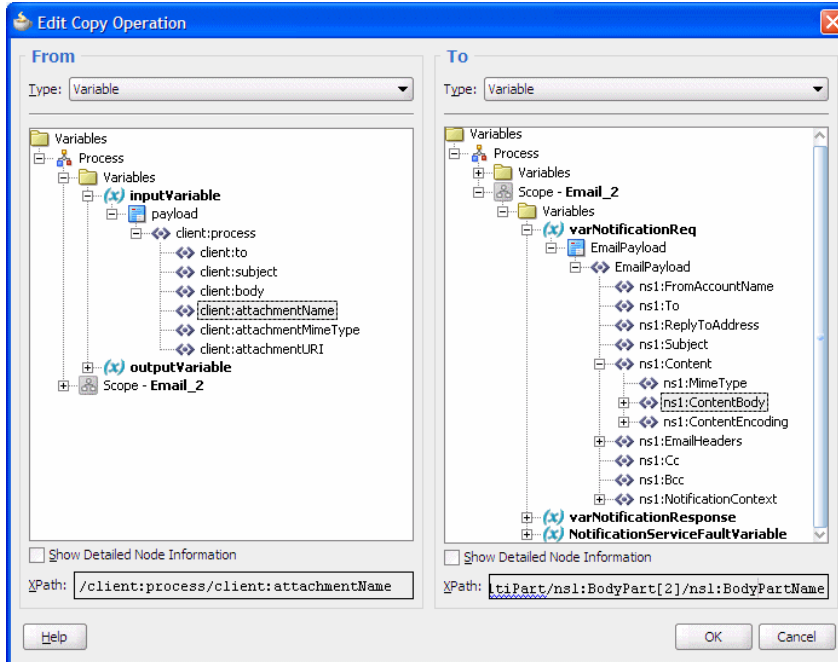 Edit Copy Operation
From
Type: Variable
Variables
Process
Variables
(x) inputVariable
payload
client:process
client:to
client:subject
client:body
client:attachmentName
client:attachmentMimeType
client:attachmentURI
(x) outputVariable
Scope - Email_2
Show Detailed Node Information
XPath: /client:process/client:attachmentName
To
Type: Variable
Variables
Process
Variables
Scope - Email_2
Variables
(x) varNotificationReq
EmailPayload
EmailPayload
ns1:FromAccountName
ns1:To
ns1:ReplyToAddress
ns1:Subject
ns1:Content
ns1:MimeType
ns1:ContentBody
ns1:ContentEncoding
ns1:EmailHeaders
ns1:Cc
ns1:Bcc
ns1:NotificationContext
(x) varNotificationResponse
(x) NotificationServiceFaultVariable
Show Detailed Node Information
XPath: ltiPart/ns1:BodyPart[2]/ns1:BodyPartName
Help
OK
Cancel